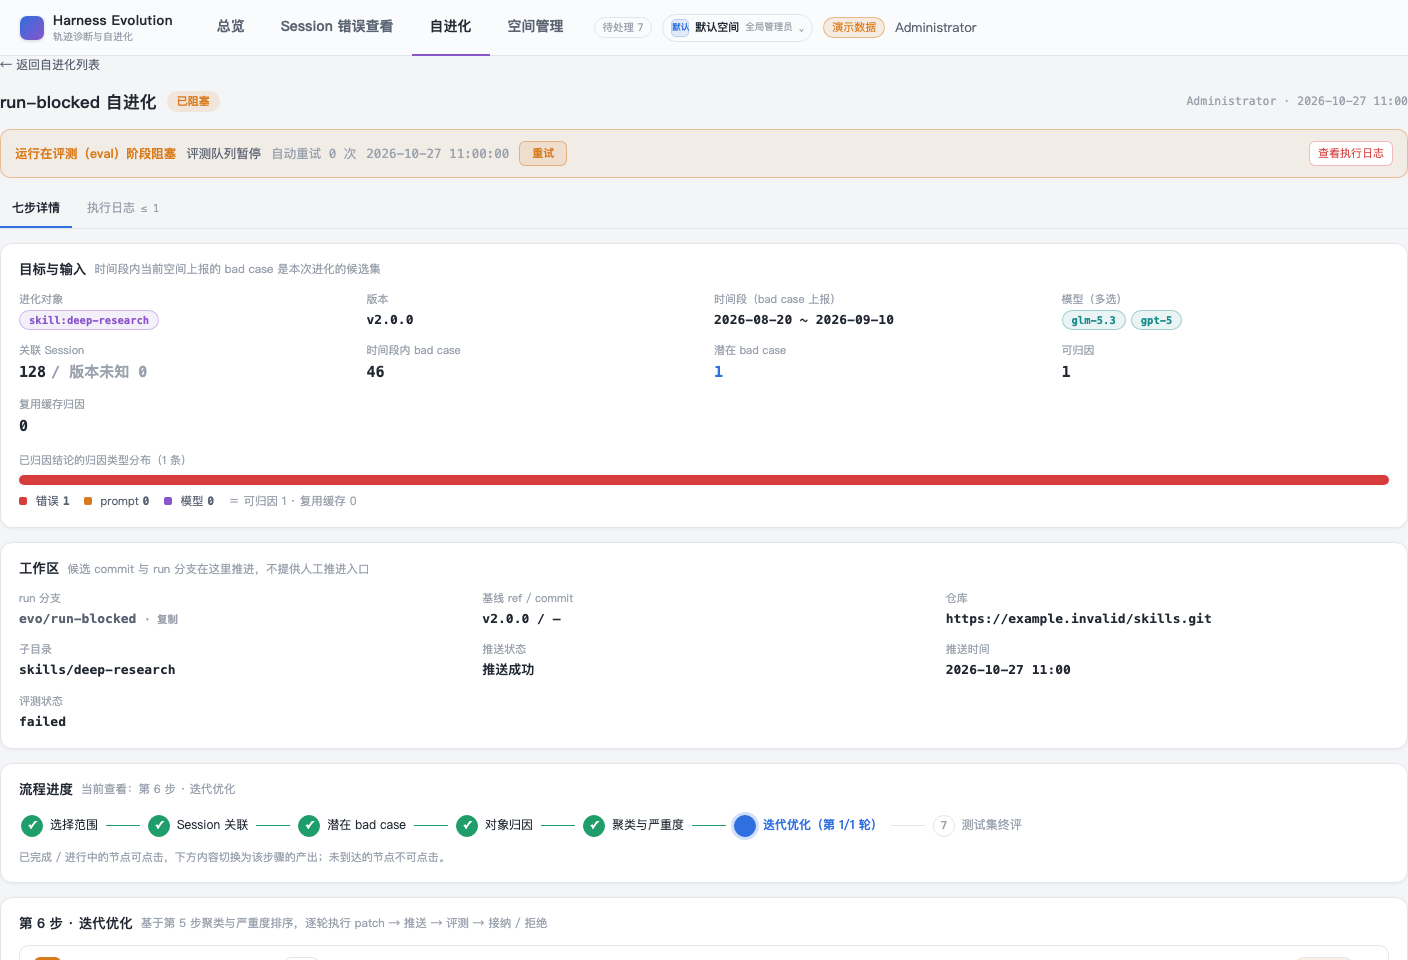 Harness Evolution
轨迹诊断与自进化
总览
Session 错误查看
自进化
空间管理
待处理 7
默认 默认空间 全局管理员
演示数据
Administrator
← 返回自进化列表
run-blocked 自进化
已阻塞
Administrator · 2026-10-27 11:00
运行在评测（eval）阶段阻塞 评测队列暂停 自动重试 0 次 2026-10-27 11:00:00 重试
查看执行日志
七步详情
执行日志 ≤ 1
目标与输入 时间段内当前空间上报的 bad case 是本次进化的候选集
进化对象
版本
时间段（bad case 上报）
模型（多选）
skill:deep-research
v2.0.0
2026-08-20 ~ 2026-09-10
glm-5.3 gpt-5
关联 Session
时间段内 bad case
潜在 bad case
可归因
128 / 版本未知 0
46
1
1
复用缓存归因
0
已归因结论的归因类型分布（1 条）
错误 1 prompt 0 模型 0 = 可归因 1 · 复用缓存 0
工作区 候选 commit 与 run 分支在这里推进，不提供人工推进入口
run 分支
基线 ref / commit
仓库
evo/run-blocked · 复制
v2.0.0 / —
https://example.invalid/skills.git
子目录
推送状态
推送时间
skills/deep-research
推送成功
2026-10-27 11:00
评测状态
failed
流程进度 当前查看：第 6 步 · 迭代优化
选择范围
Session 关联
潜在 bad case
对象归因
聚类与严重度
迭代优化（第 1/1 轮）
7 测试集终评
已完成 / 进行中的节点可点击，下方内容切换为该步骤的产出；未到达的节点不可点击。
第 6 步 · 迭代优化 基于第 5 步聚类与严重度排序，逐轮执行 patch → 推送 → 评测 → 接纳 / 拒绝